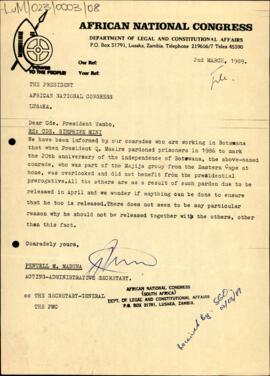 LUM/023/0003/08
AFRICAN NATIONAL CONGRESS
DEPARTMENT OF LEGAL AND CONSTITUTIONAL AFFAIRS
P.O. Box 31791, Lusaka, Zambia. Telephone 219656/7 Telex 45390
Our Ref:
2nd MARCH, 1989.
Your Ref:
File
THE PRESIDENT
AFRICAN NATIONAL CONGRESS
LUSAKA.
Dear Cde. President Tambo,
RE: CDE. SIMPHIWE MINI
We have been informed by our comrades who are working in Botswana
that when President Q. Masire pardoned prisoners in 1986 to mark
the 20th anniversary of the independence of Botswana, the above-named
comrade, who was part of the Majija group from the Eastern Cape at
home, was overlooked and did not benefit from the presidential
prerogative. All the others are as a result of such pardon due to be
released in april and we wonder if anything can be done to ensure
that he too is released. There does not seem to be any particular
reason why he should not be released together with the others, other
than this fact.
Comradely yours,
PENUELL M. MADUNA
ACTING-ADMINISTRATIVE SECRETARY.
cc THE SECRETARY-GENERAL
THE PMC
AFRICAN NATIONAL CONGRESS
(SOUTH AFRICA)
DEPT. OF LEGAL AND CONSTITUTIONAL AFFAIRS
P.O. BOX 31791, LUSAKA, ZAMBIA.
Received by: SGO